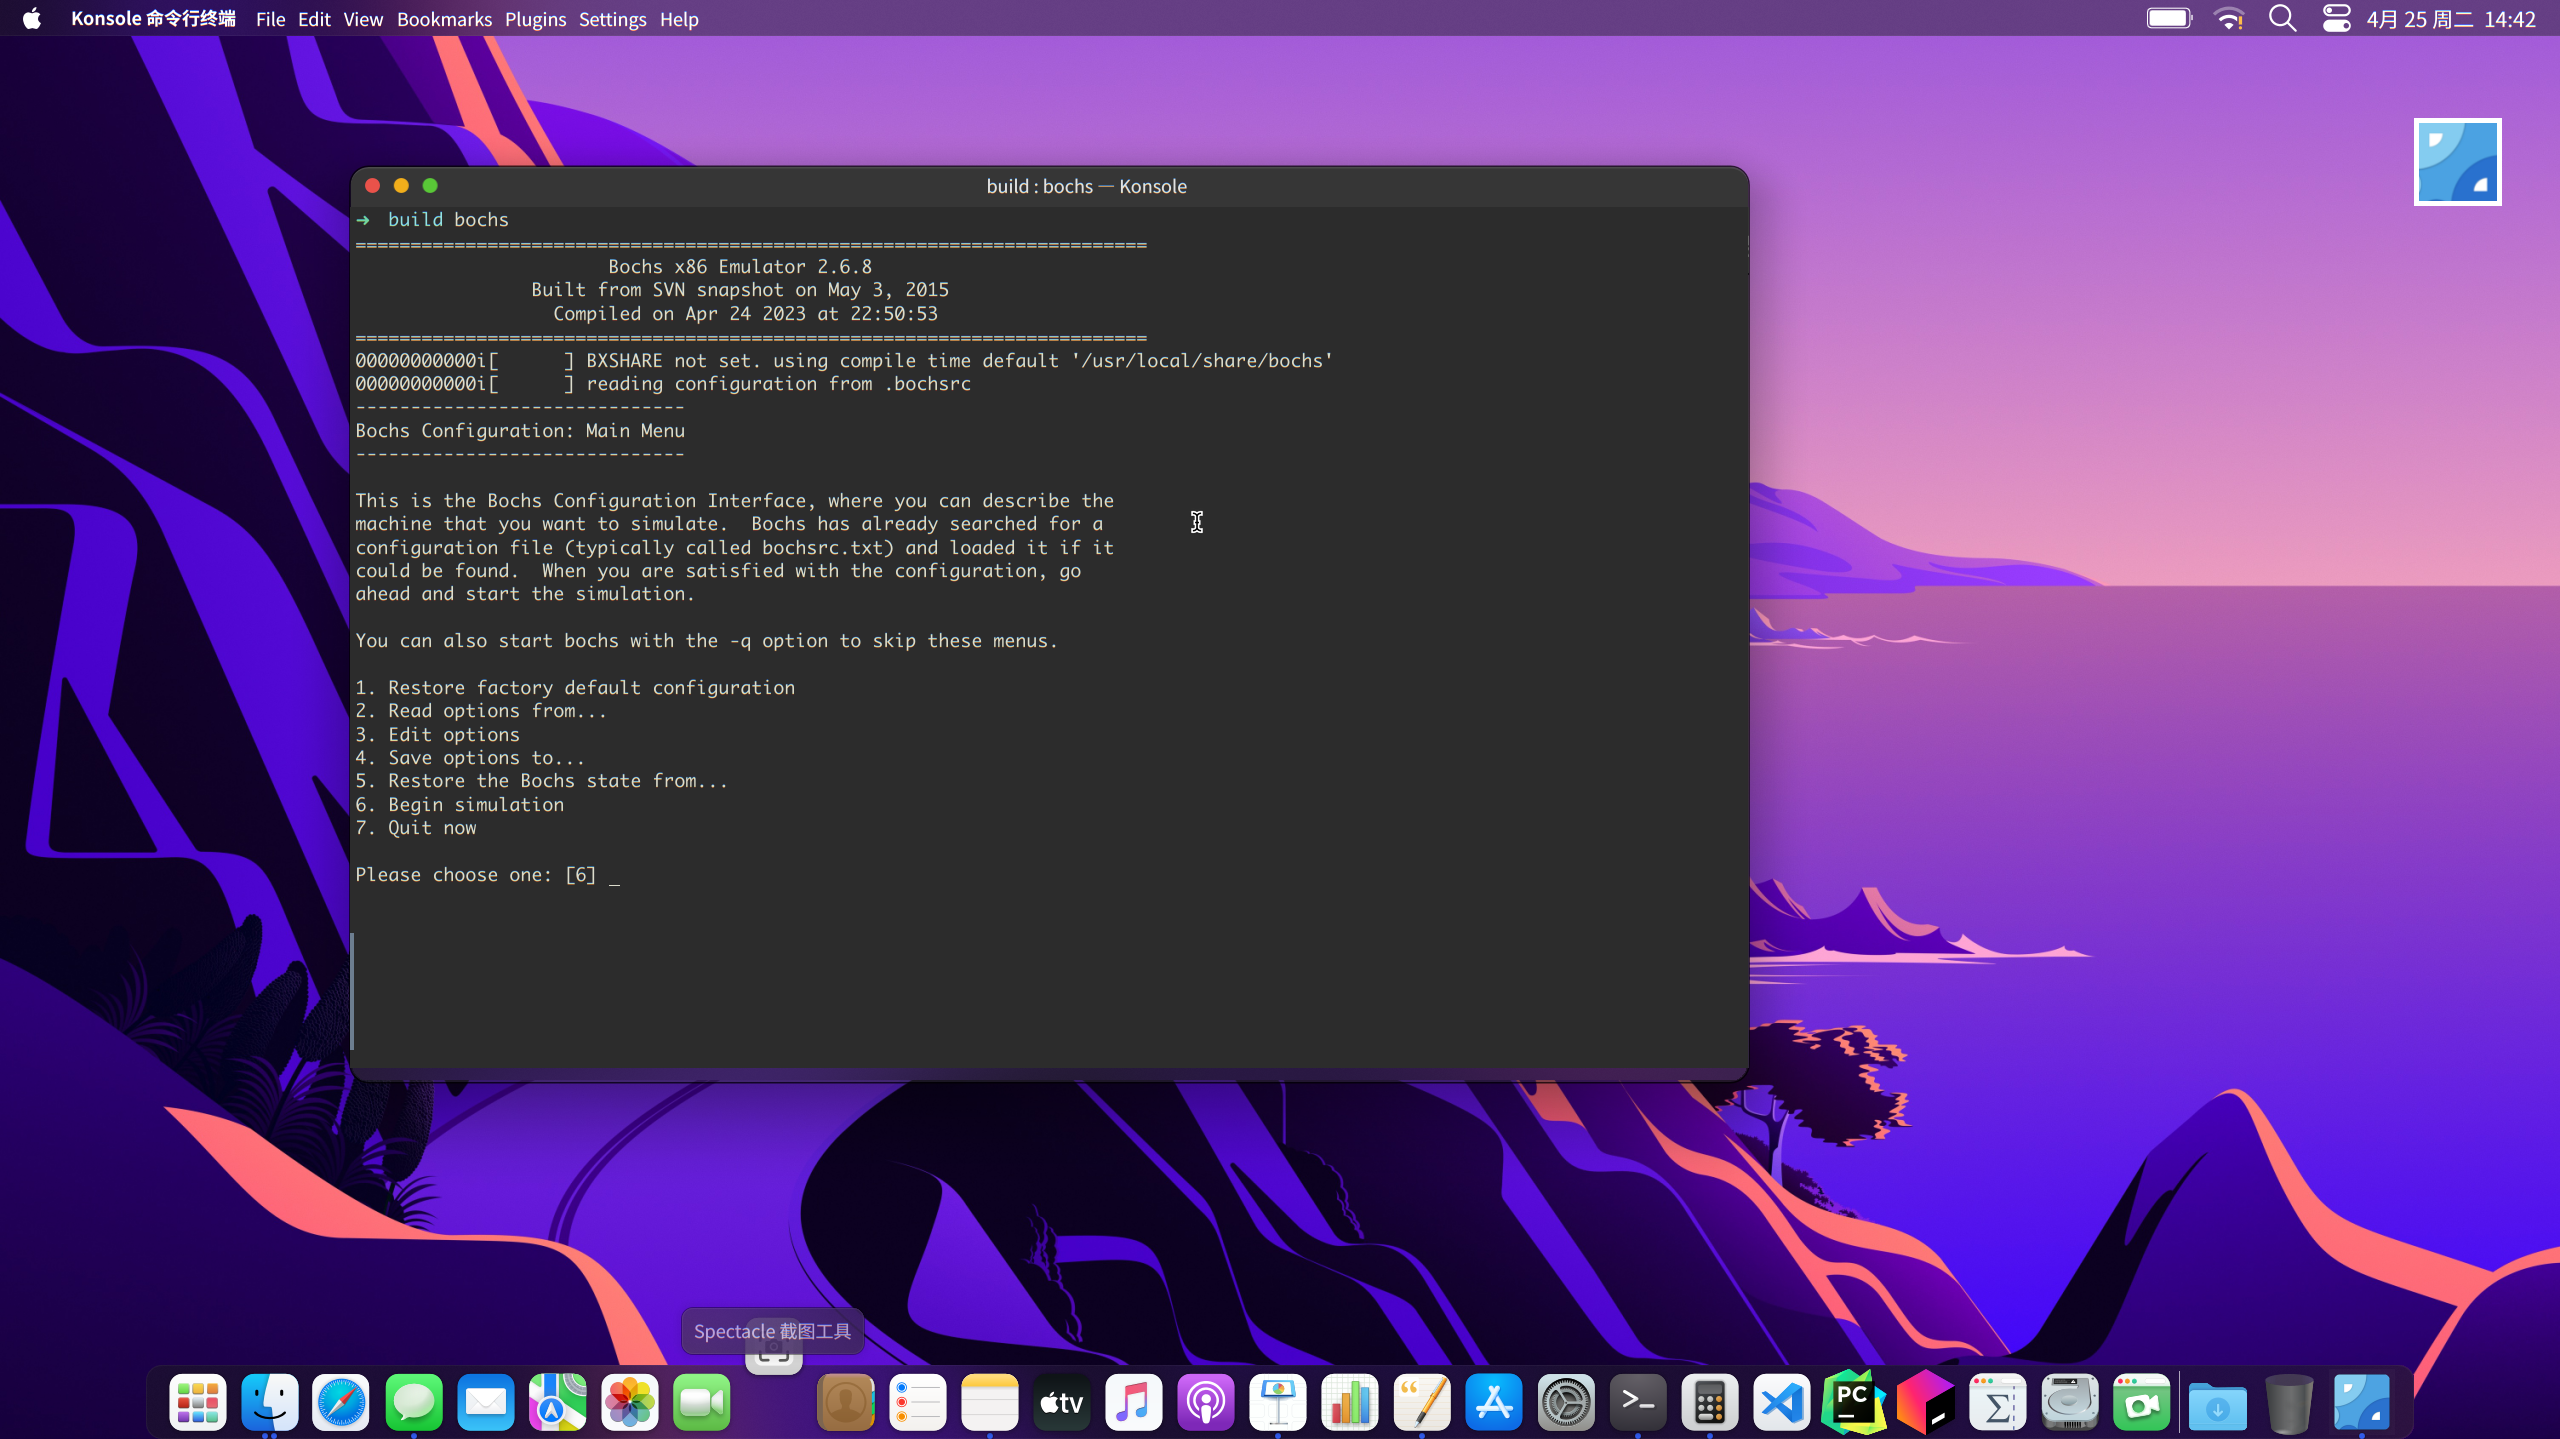 Konsole 命令行终端 File Edit View Bookmarks Plugins Settings Help
4月 25 周二 14:42
build : bochs — Konsole
➜ build bochs
========================================================================
Bochs x86 Emulator 2.6.8
Built from SVN snapshot on May 3, 2015
Compiled on Apr 24 2023 at 22:50:53
========================================================================
00000000000i[      ] BXSHARE not set. using compile time default '/usr/local/share/bochs'
00000000000i[      ] reading configuration from .bochsrc
------------------------------
Bochs Configuration: Main Menu
------------------------------
This is the Bochs Configuration Interface, where you can describe the
machine that you want to simulate.  Bochs has already searched for a
configuration file (typically called bochsrc.txt) and loaded it if it
could be found.  When you are satisfied with the configuration, go
ahead and start the simulation.
You can also start bochs with the -q option to skip these menus.
1. Restore factory default configuration
2. Read options from...
3. Edit options
4. Save options to...
5. Restore the Bochs state from...
6. Begin simulation
7. Quit now
Please choose one: [6] _
Spectacle 截图工具
tv
PC